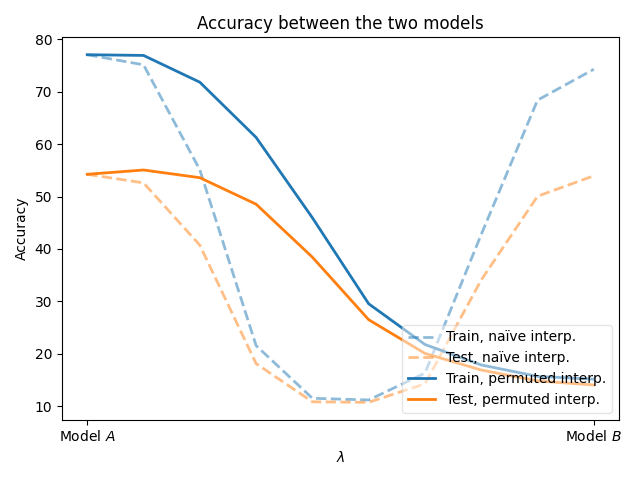 Accuracy between the two models
80
70
60
50
40
30
20
10
Accuracy
Train, naïve interp.
Test, naïve interp.
Train, permuted interp.
Test, permuted interp.
Model A
Model B
λ